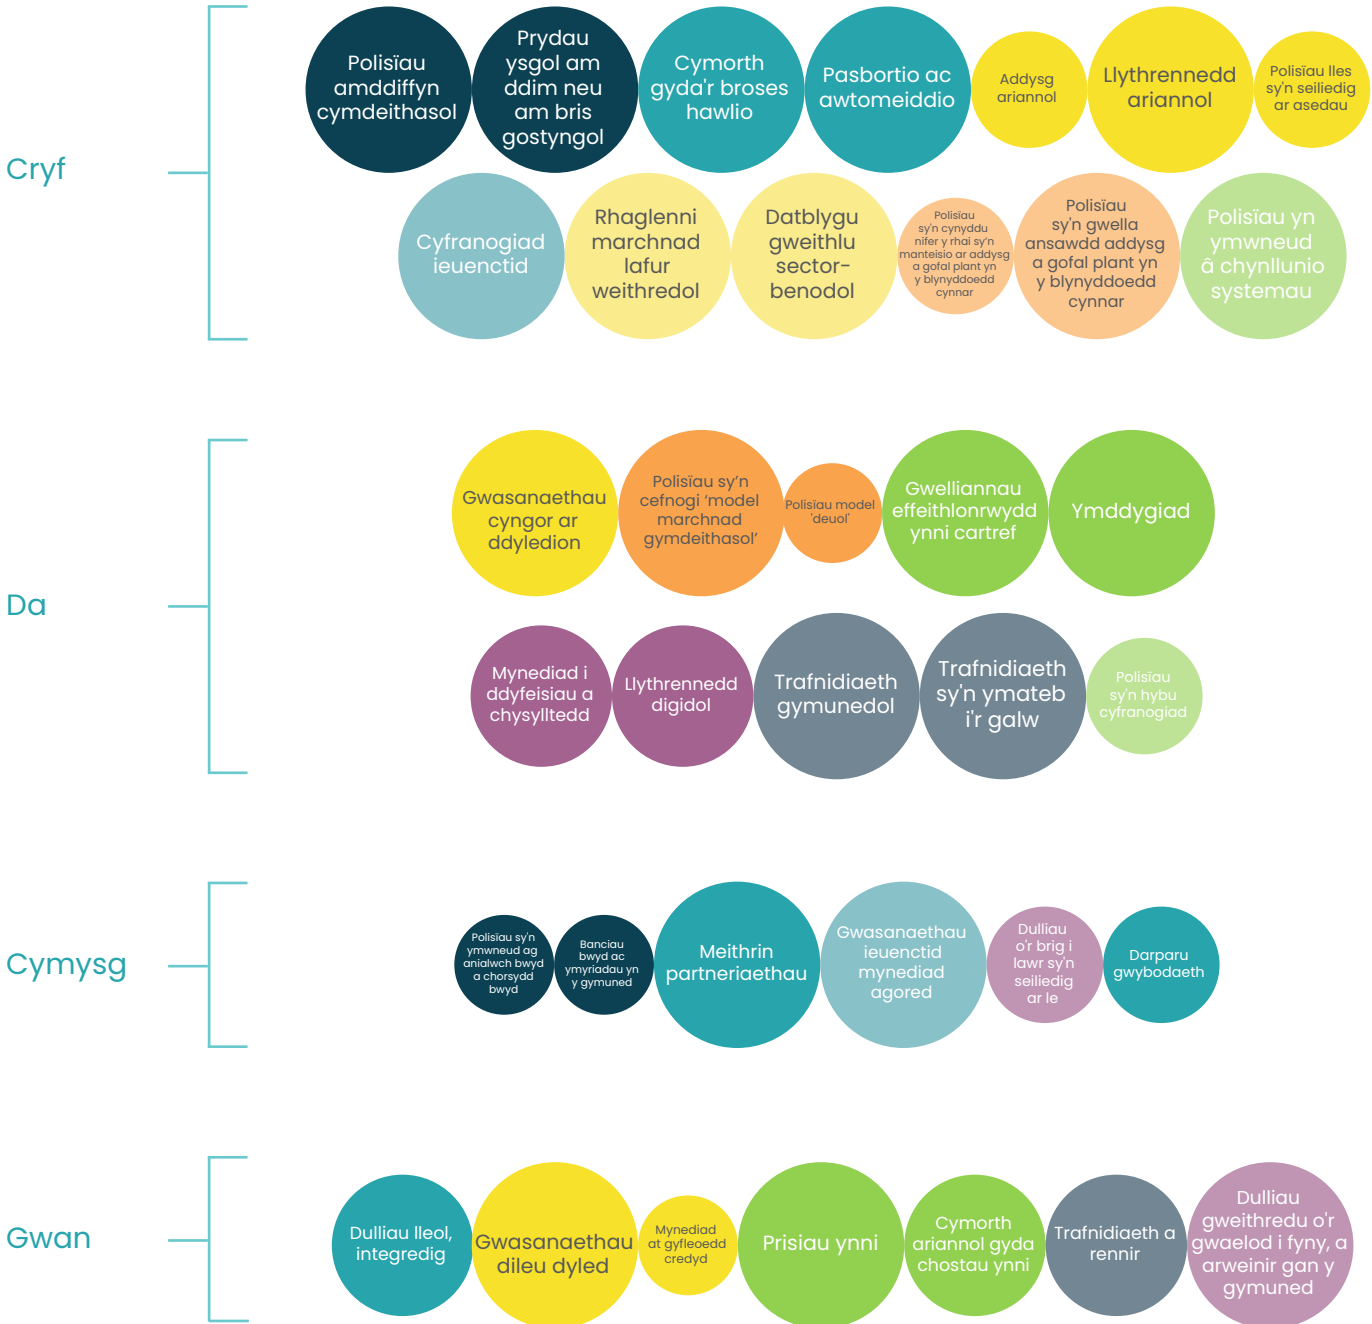 Cryf
Polisïau
amddiffyn
cymdeithasol
Prydau
ysgol am
ddim neu
am bris
gostyngol
Cymorth
gyda'r broses
hawlio
Pasbortio ac
awtomeiddio
Addysg
ariannol
Llythrennedd
ariannol
Polisïau lles
sy'n seiliedig
ar asedau
Cyfranogiad
ieuenctid
Rhaglenni
marchnad
lafur
weithredol
Datblygu
gweithlu
sector-
benodol
Polisïau
sy'n cynyddu
nifer y rhai sy'n
manteisio ar addysg
a gofal plant yn
y blynyddoedd
cynnar
Polisïau
sy'n gwella
ansawdd addysg
a gofal plant yn
y blynyddoedd
cynnar
Polisïau yn
ymwneud
â chynllunio
systemau
Da
Gwasanaethau
cyngor ar
ddyledion
Polisïau sy’n
cefnogi ‘model
marchnad
gymdeithasol’
Polisïau model
'deuol'
Gwelliannau
effeithlonrwydd
ynni cartref
Ymddygiad
Mynediad i
ddyfeisiau a
chysylltedd
Llythrennedd
digidol
Trafnidiaeth
gymunedol
Trafnidiaeth
sy'n ymateb
i'r galw
Polisïau
sy'n hybu
cyfranogiad
Cymysg
Polisïau sy'n
ymwneud ag
anialwch bwyd
a chorsydd
bwyd
Banciau
bwyd ac
ymyriadau yn
y gymuned
Meithrin
partneriaethau
Gwasanaethau
ieuenctid
mynediad
agored
Dulliau
o'r brig i
lawr sy'n
seiliedig
ar le
Darparu
gwybodaeth
Gwan
Dulliau lleol,
integredig
Gwasanaethau
dileu dyled
Mynediad
at gyfleoedd
credyd
Prisiau ynni
Cymorth
ariannol gyda
chostau ynni
Trafnidiaeth a
rennir
Dulliau
gweithredu o'r
gwaelod i fyny, a
arweinir gan y
gymuned